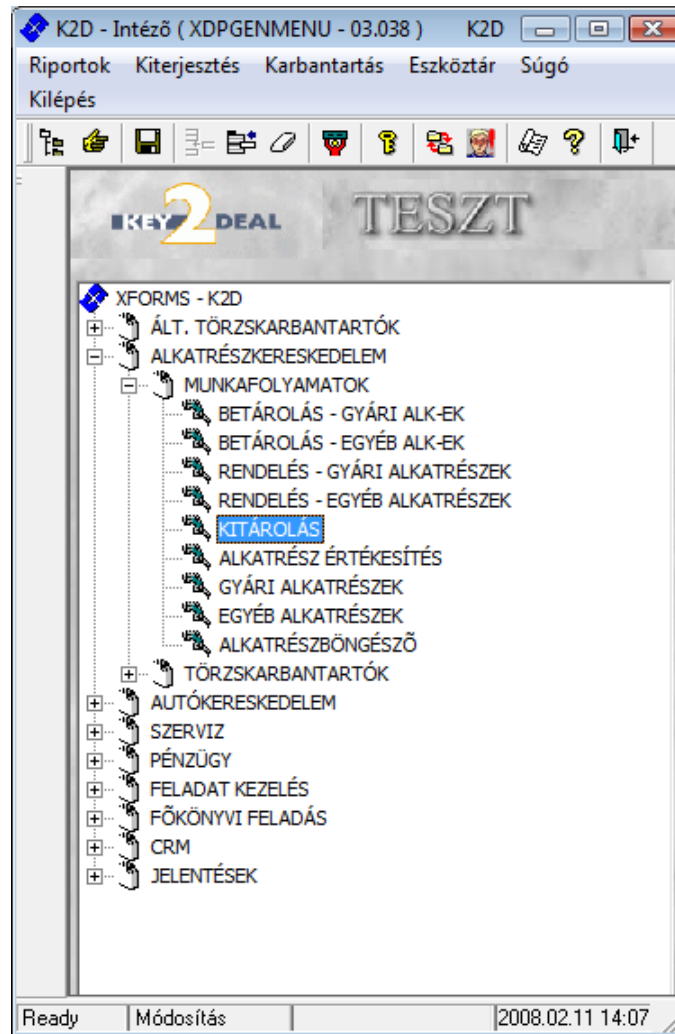 K2D - Intéző ( XDPGENMENU - 03.038 ) K2D
Riportok Kiterjesztés Karbantartás Eszköztár Súgó
Kilépés
KEY 2 DEAL TESZT
XFORMS - K2D
ÁLT. TÖRZSKARBANTARTÓK
ALKATRÉSZKERESKEDELEM
MUNKAFOLYAMATOK
BETÁROLÁS - GYÁRI ALK-EK
BETÁROLÁS - EGYÉB ALK-EK
RENDELÉS - GYÁRI ALKATRÉSZEK
RENDELÉS - EGYÉB ALKATRÉSZEK
KITÁROLÁS
ALKATRÉSZ ÉRTÉKESÍTÉS
GYÁRI ALKATRÉSZEK
EGYÉB ALKATRÉSZEK
ALKATRÉSZBÖNGÉSZÕ
TÖRZSKARBANTARTÓK
AUTÓKERESKEDELEM
SZERVIZ
PÉNZÜGY
FELADAT KEZELÉS
FÕKÖNYVI FELADÁS
CRM
JELENTÉSEK
Ready Módosítás 2008.02.11 14:07